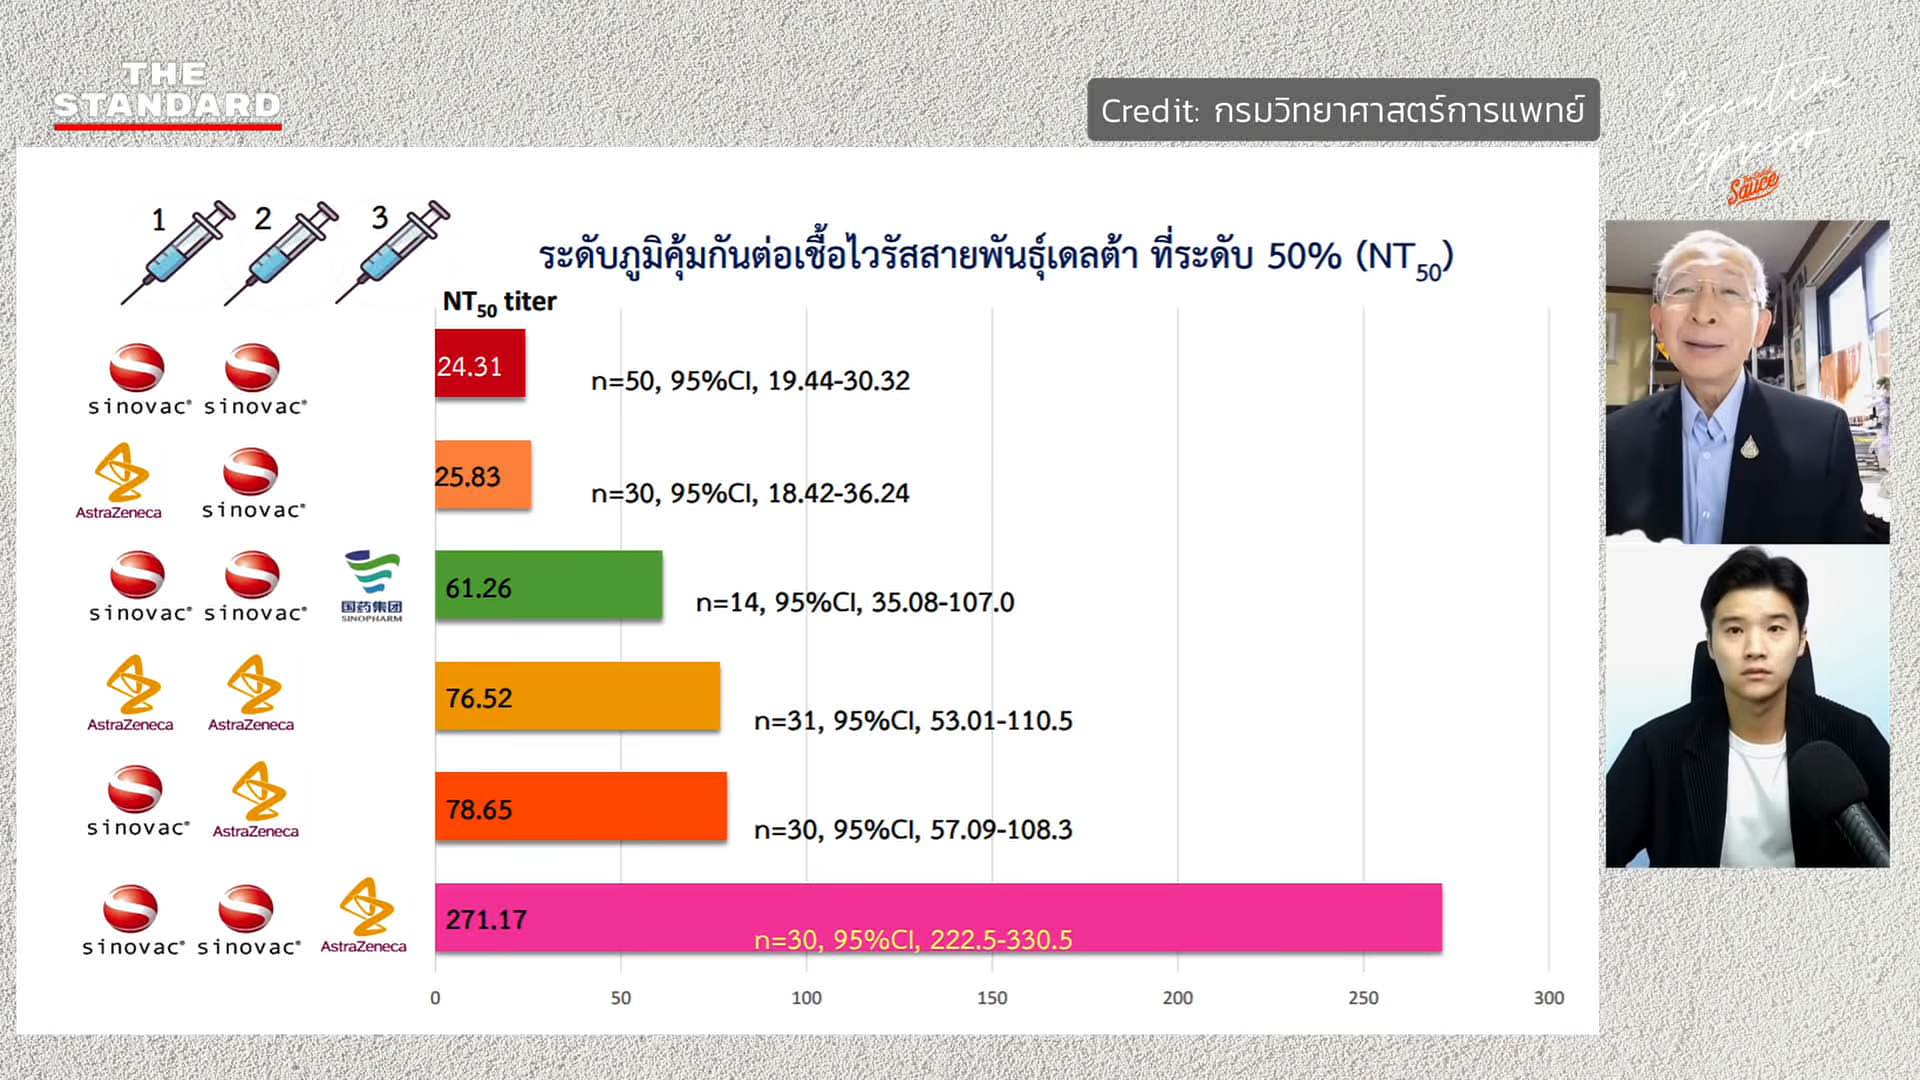 THE
STANDARD
Credit: กรมวิทยาศาสตร์การแพทย์
Executive
Espresso
The Secret
Sauce
1 2 3
ระดับภูมิคุ้มกันต่อเชื้อไวรัสสายพันธุ์เดลต้า ที่ระดับ 50% (NT50)
NT50 titer
sinovac® sinovac®
24.31
n=50, 95%CI, 19.44-30.32
AstraZeneca sinovac®
25.83
n=30, 95%CI, 18.42-36.24
sinovac® sinovac® 国药集团
SINOPHARM
61.26
n=14, 95%CI, 35.08-107.0
AstraZeneca AstraZeneca
76.52
n=31, 95%CI, 53.01-110.5
sinovac® AstraZeneca
78.65
n=30, 95%CI, 57.09-108.3
sinovac® sinovac® AstraZeneca
271.17
n=30, 95%CI, 222.5-330.5
0 50 100 150 200 250 300